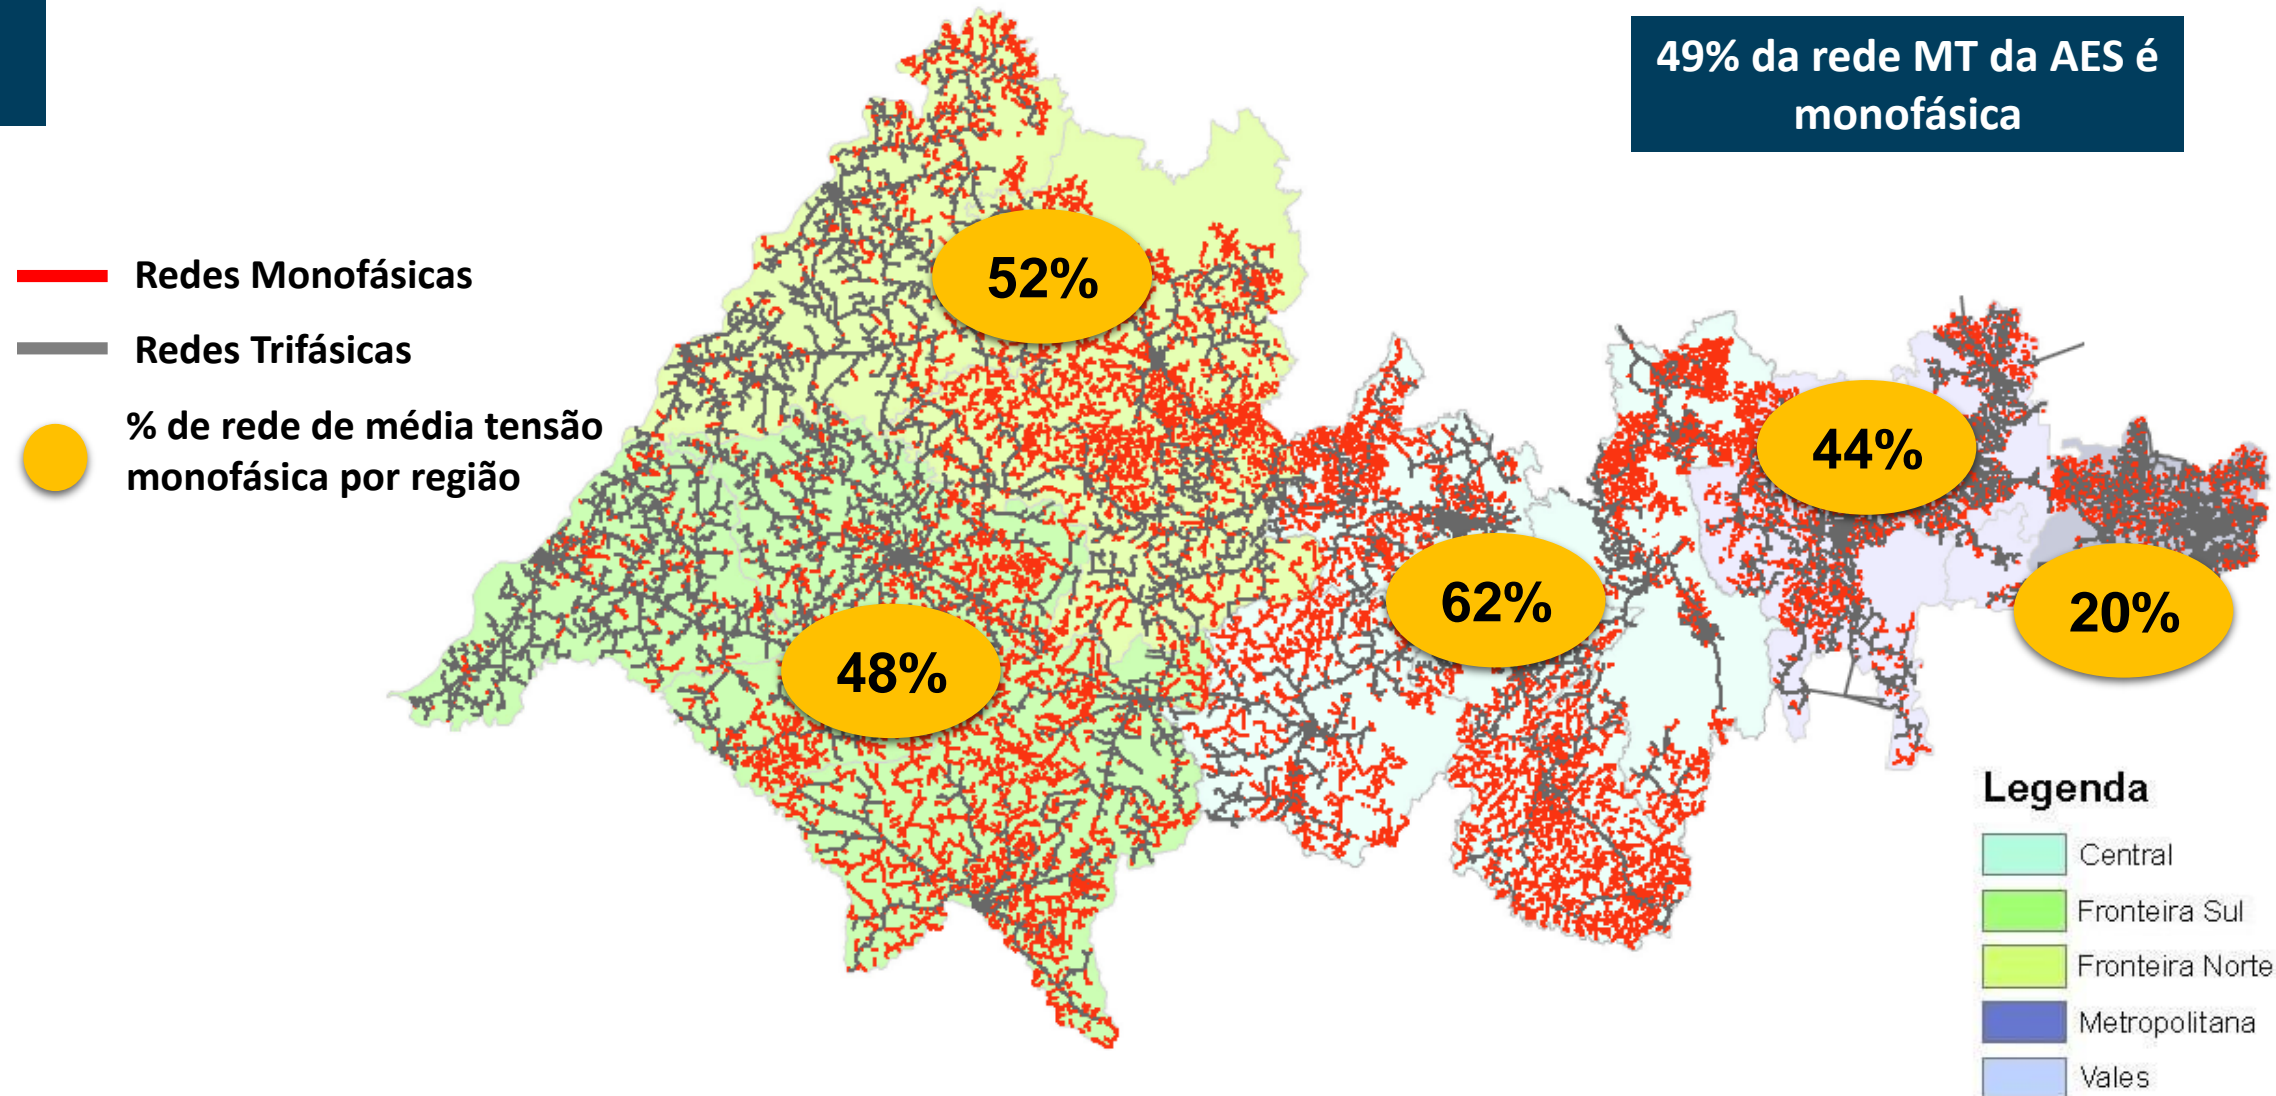 49% da rede MT da AES é
monofásica
Redes Monofásicas
Redes Trifásicas
% de rede de média tensão
monofásica por região
52%
44%
62%
20%
48%
Legenda
Central
Fronteira Sul
Fronteira Norte
Metropolitana
Vales